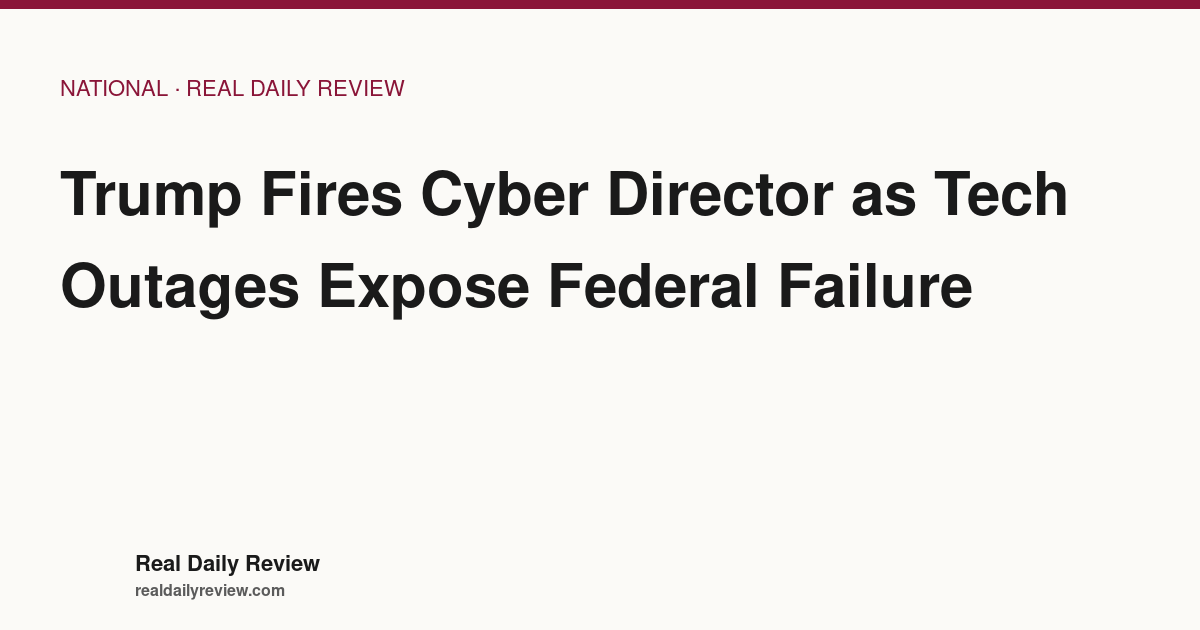 NATIONAL · REAL DAILY REVIEW
Trump Fires Cyber Director as Tech
Outages Expose Federal Failure
Real Daily Review
realdailyreview.com